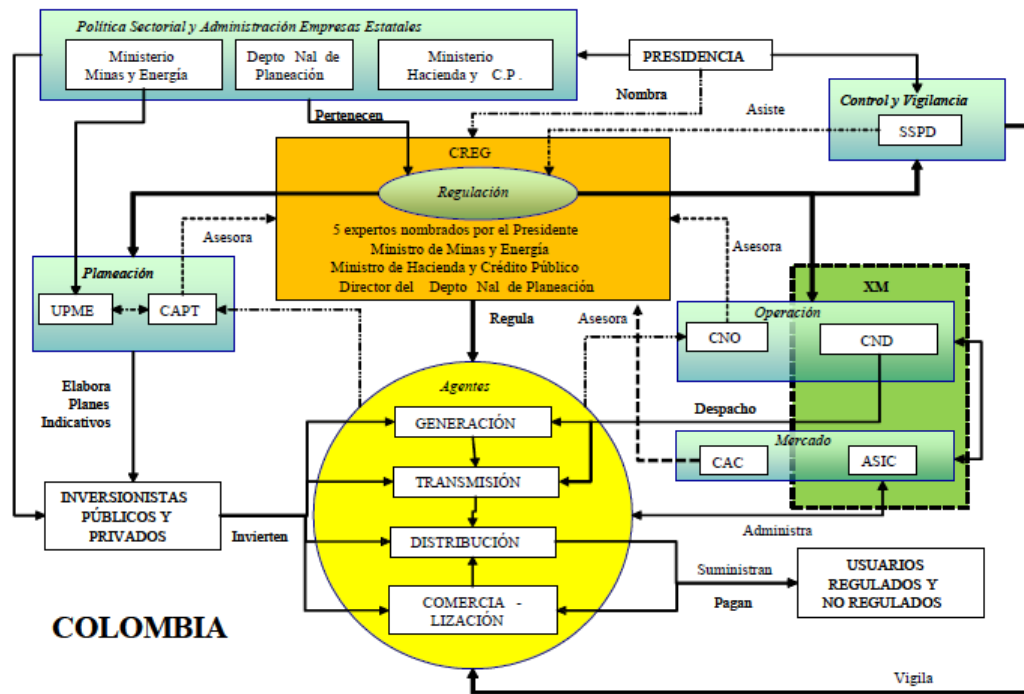 Política Sectorial y Administración Empresas Estatales
Ministerio
Minas y Energía
Depto Nal de
Planeación
Ministerio
Hacienda y C.P.
PRESIDENCIA
Nombra
Control y Vigilancia
SSPD
Asiste
Pertenecen
CREG
Regulación
5 expertos nombrados por el Presidente
Ministro de Minas y Energía
Ministro de Hacienda y Crédito Público
Director del Depto Nal de Planeación
Asesora
Planeación
UPME
CAPT
Asesora
XM
Operación
CNO
CND
Regula
Asesora
Elabora
Planes
Indicativos
Agentes
GENERACIÓN
Despacho
Mercado
CAC
ASIC
TRANSMISIÓN
INVERSIONISTAS
PÚBLICOS Y
PRIVADOS
Invierten
DISTRIBUCIÓN
Administra
Suministran
Pagan
USUARIOS
REGULADOS Y
NO REGULADOS
COMERCIA -
LIZACIÓN
COLOMBIA
Vigila